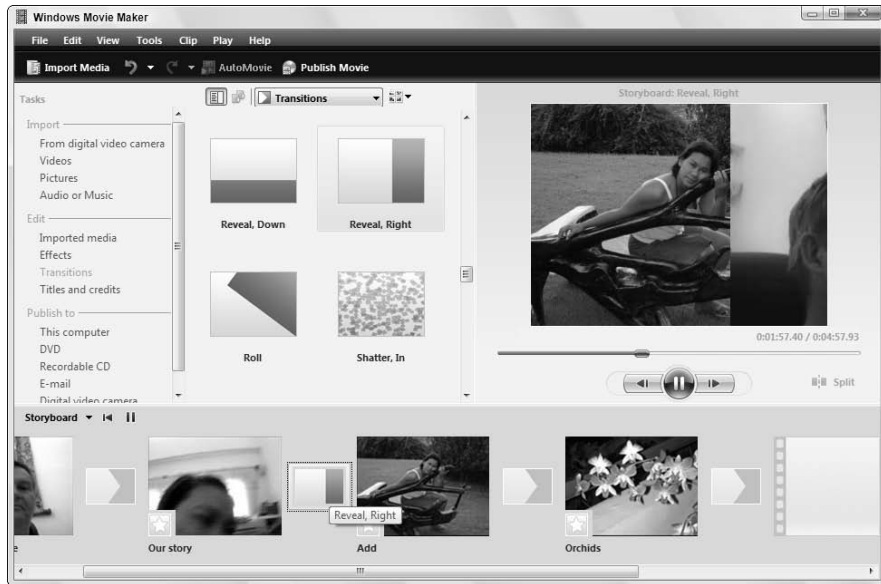 Windows Movie Maker
File Edit View Tools Clip Play Help
Import Media AutoMovie Publish Movie
Tasks
Import
From digital video camera
Videos
Pictures
Audio or Music
Edit
Imported media
Effects
Transitions
Titles and credits
Publish to
This computer
DVD
Recordable CD
E-mail
Digital video camera
Transitions
Reveal, Down
Reveal, Right
Roll
Shatter, In
Storyboard: Reveal, Right
0:01:57.40 / 0:04:57.93
Split
Storyboard
e
Our story
Reveal, Right
Add
Orchids